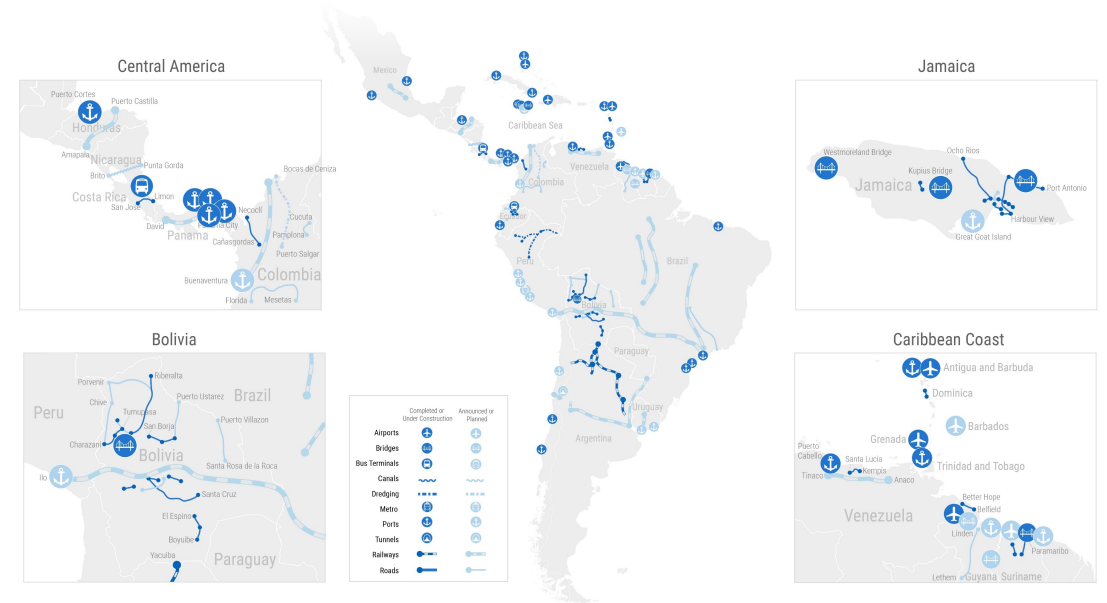 Central America
Puerto Cortes
Puerto Castilla
Honduras
Amapala
Nicaragua
Punta Gorda
Brito
Bocas de Ceniza
Costa Rica
Limon
San Jose
Necocli
Cucuta
David
Panama City
Panama
Cañasgordas
Pamplona
Puerto Salgar
Buenaventura
Colombia
Florida
Mesetas
Bolivia
Riberalta
Porvenir
Brazil
Chive
Puerto Ustarez
Peru
Tumupasa
San Borja
Puerto Villazon
Charazani
Bolivia
Santa Rosa de la Roca
Ilo
Santa Cruz
El Espino
Boyuibe
Yacuiba
Paraguay
Mexico
Caribbean Sea
Venezuela
Colombia
Ecuador
Peru
Brazil
Bolivia
Paraguay
Uruguay
Argentina
Completed or
Under Construction
Announced or
Planned
Airports
Bridges
Bus Terminals
Canals
Dredging
Metro
Ports
Tunnels
Railways
Roads
Jamaica
Westmoreland Bridge
Ocho Rios
Kupius Bridge
Jamaica
Port Antonio
Harbour View
Great Goat Island
Caribbean Coast
Antigua and Barbuda
Dominica
Barbados
Grenada
Puerto
Cabello
Santa Lucia
Kempis
Trinidad and Tobago
Tinaco
Anaco
Better Hope
Belfield
Venezuela
Linden
Paramaribo
Lethem
Guyana
Suriname